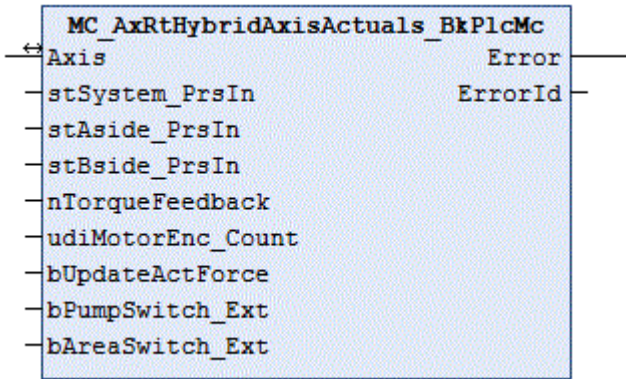 MC_AxRtHybridAxisActuals_BkPlcMc
Axis Error
stSystem_PrsIn ErrorId
stAside_PrsIn
stBside_PrsIn
nTorqueFeedback
udiMotorEnc_Count
bUpdateActForce
bPumpSwitch_Ext
bAreaSwitch_Ext